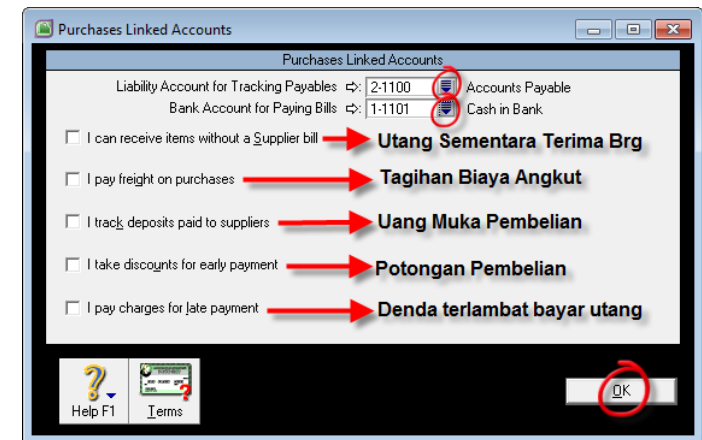 Purchases Linked Accounts
Purchases Linked Accounts
Liability Account for Tracking Payables 2-1100 Accounts Payable
Bank Account for Paying Bills 1-1101 Cash in Bank
I can receive items without a Supplier bill Utang Sementara Terima Brg
I pay freight on purchases Tagihan Biaya Angkut
I track deposits paid to suppliers Uang Muka Pembelian
I take discounts for early payment Potongan Pembelian
I pay charges for late payment Denda terlambat bayar utang
Help F1 Terms OK